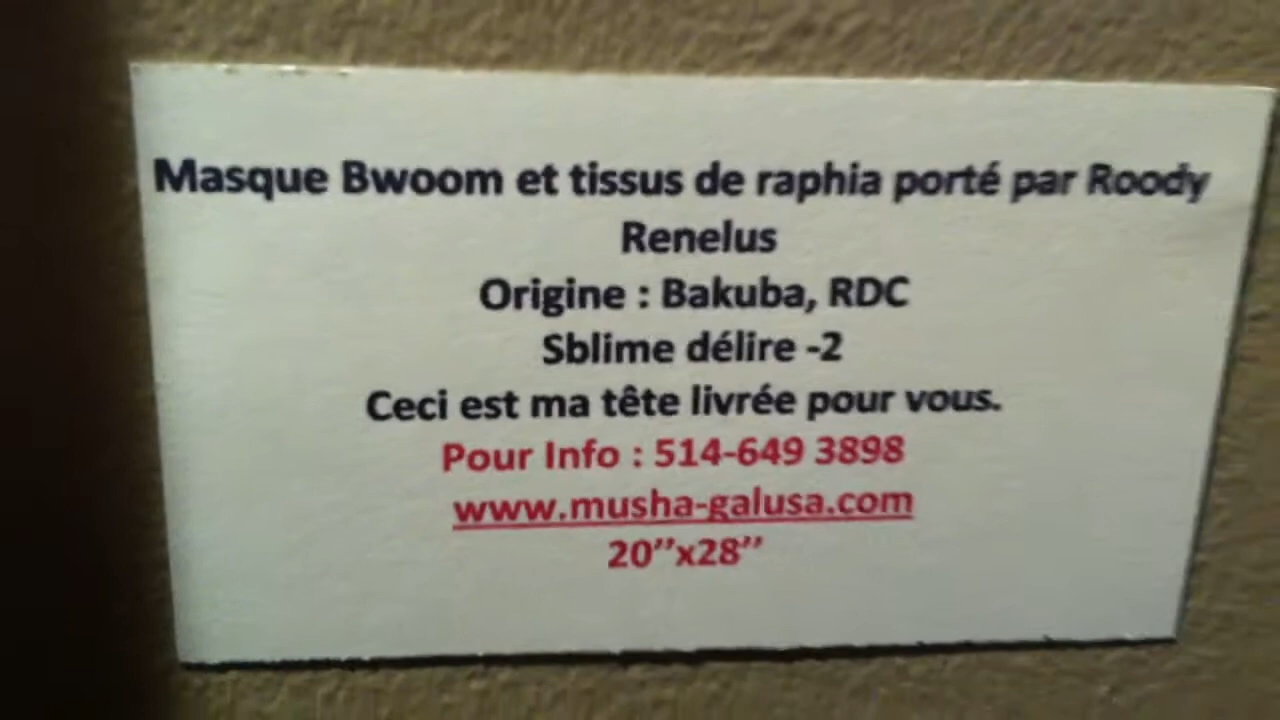 Masque Bwoom et tissus de raphia porté par Roody
Renelus
Origine : Bakuba, RDC
Sblime délire -2
Ceci est ma tête livrée pour vous.
Pour Info : 514-649 3898
www.musha-galusa.com
20’’x28’’